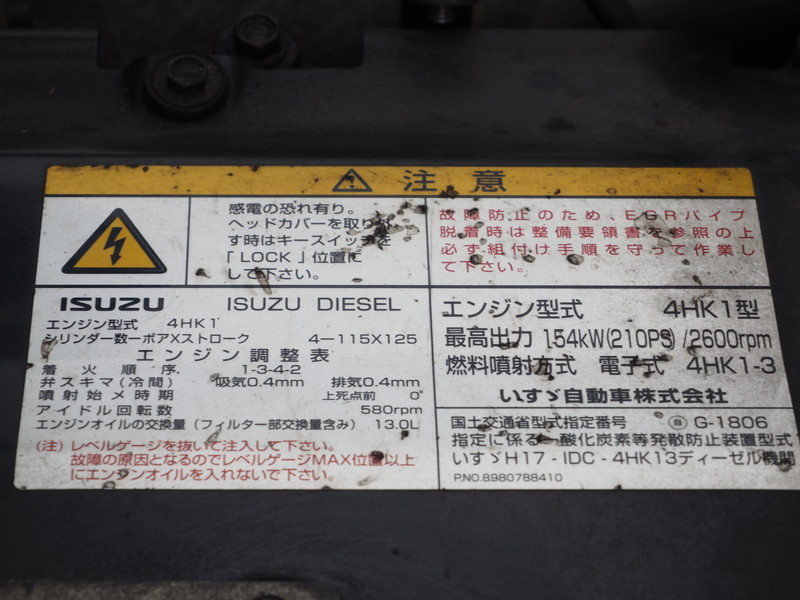 注意
感電の恐れ有り。
ヘッドカバーを取り外
す時はキースイッチを
「LOCK」位置に
して下さい。
故障防止のため、EGRパイプ
脱着時は整備要領書を参照の上
必ず組付け手順を守って作業し
て下さい。
ISUZU ISUZU DIESEL
エンジン型式 4HK1
シリンダー数−ボアXストローク 4−115X125
エンジン調整表
着火順序. 1-3-4-2
弁スキマ(冷間) 吸気0.4mm 排気0.4mm
噴射始メ時期 上死点前 0°
アイドル回転数 580rpm
エンジンオイルの交換量(フィルター部交換量含み) 13.0L
(注)レベルゲージを抜いて注入して下さい。
故障の原因となるのでレベルゲージMAX位置以上
にエンジンオイルを入れないで下さい。
エンジン型式 4HK1型
最高出力 154kW(210PS)/2600rpm
燃料噴射方式 電子式 4HK1-3
いすゞ自動車株式会社
国土交通省型式指定番号 G-1806
指定に係る一酸化炭素等発散防止装置型式
いすゞH17-IDC-4HK13ディーゼル機関
P.NO.8980788410